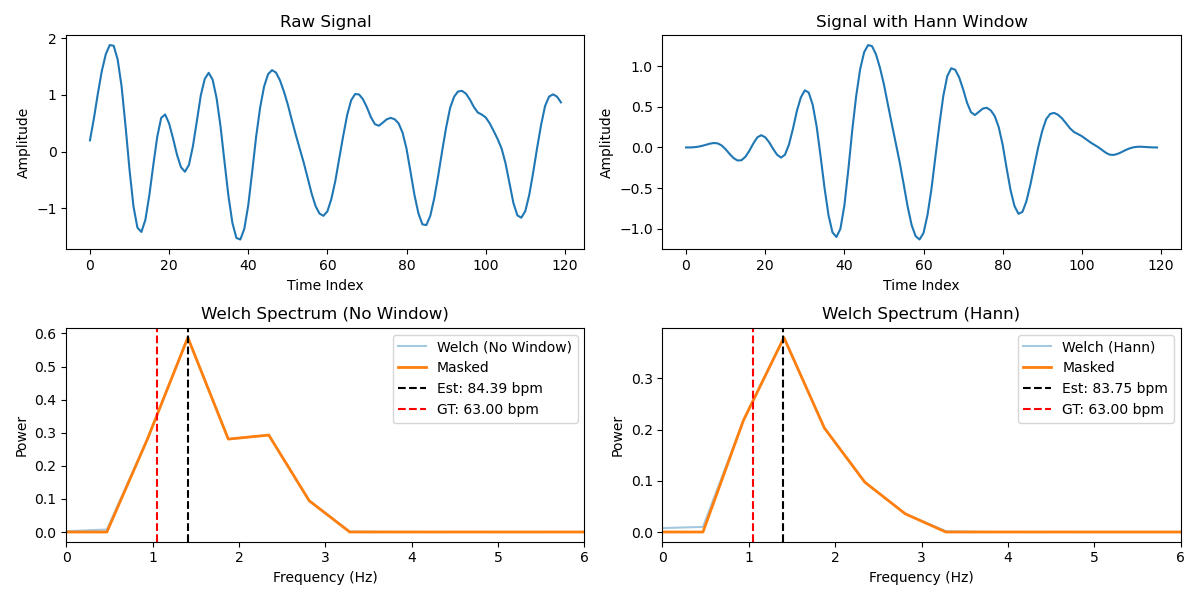 Raw Signal
Amplitude
2
1
0
−1
0 20 40 60 80 100 120
Time Index
Signal with Hann Window
Amplitude
1.0
0.5
0.0
−0.5
−1.0
0 20 40 60 80 100 120
Time Index
Welch Spectrum (No Window)
Power
0.6
0.5
0.4
0.3
0.2
0.1
0.0
Welch (No Window)
Masked
Est: 84.39 bpm
GT: 63.00 bpm
0 1 2 3 4 5 6
Frequency (Hz)
Welch Spectrum (Hann)
Power
0.3
0.2
0.1
0.0
Welch (Hann)
Masked
Est: 83.75 bpm
GT: 63.00 bpm
0 1 2 3 4 5 6
Frequency (Hz)